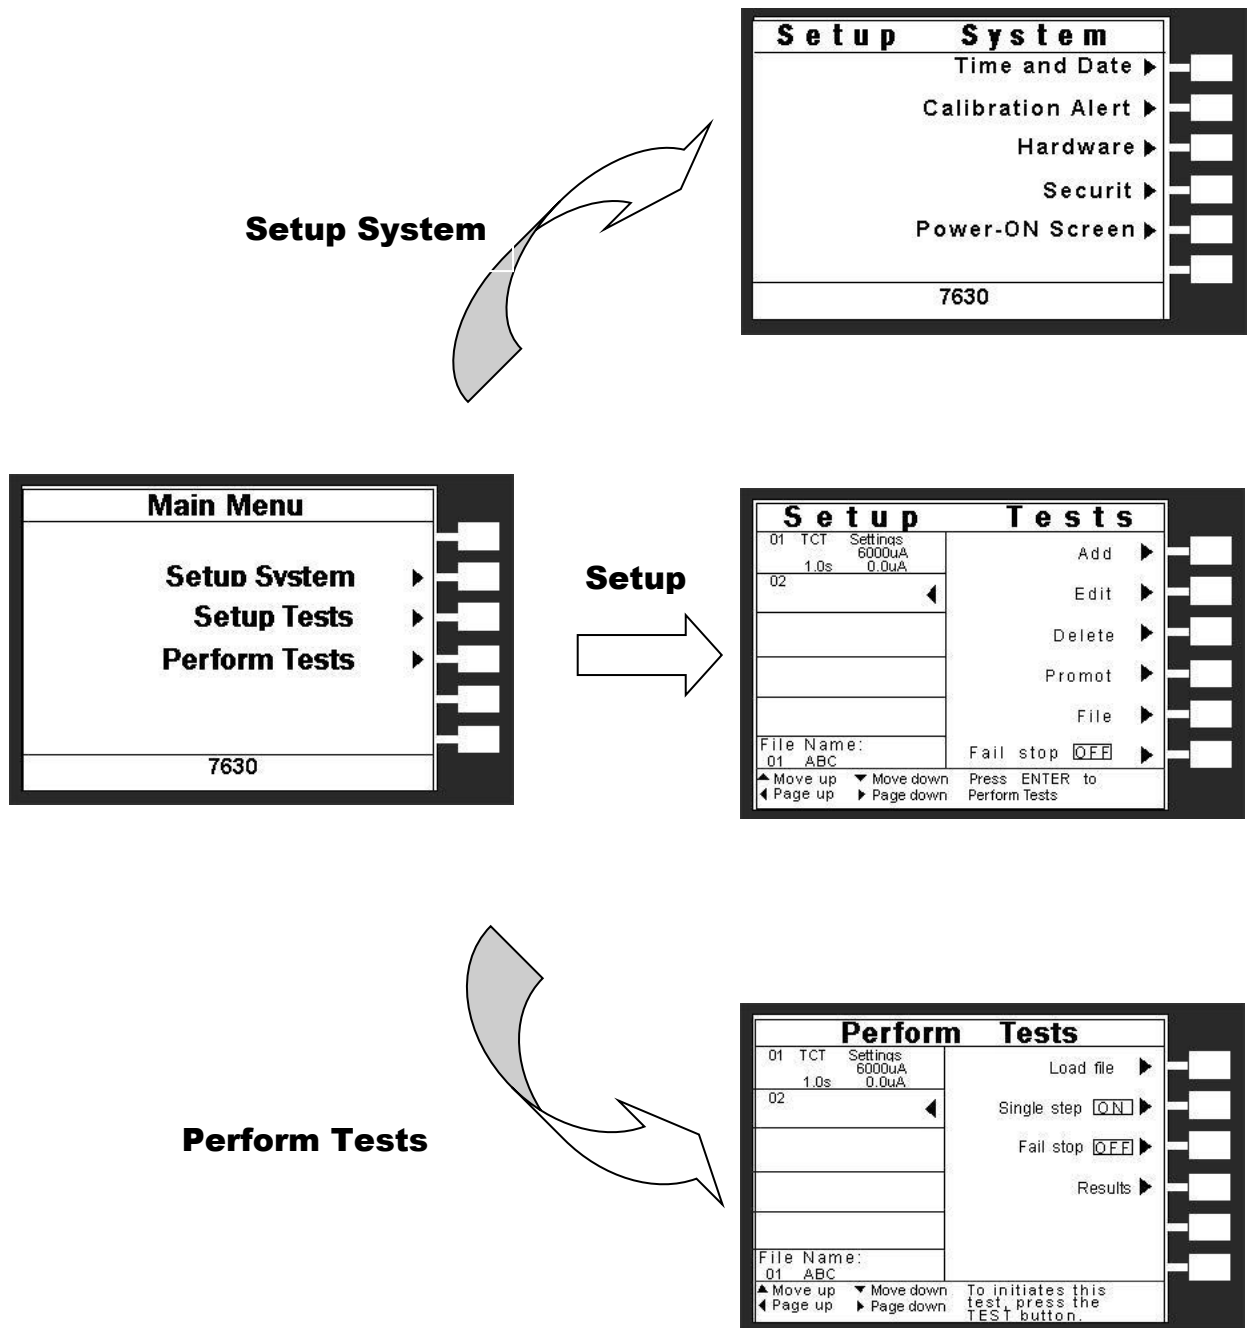 Setup System
Time and Date
Calibration Alert
Hardware
Securit
Power-ON Screen
7630
Setup System
Main Menu
Setup System
Setup Tests
Perform Tests
7630
Setup
Setup Tests
01 TCT Settings
6000uA
1.0s 0.0uA
02
Add
Edit
Delete
Promot
File
Fail stop OFF
File Name:
01 ABC
Move up Move down
Page up Page down
Press ENTER to
Perform Tests
Perform Tests
Perform Tests
01 TCT Settings
6000uA
1.0s 0.0uA
02
Load file
Single step ON
Fail stop OFF
Results
File Name:
01 ABC
Move up Move down
Page up Page down
To initiates this
test, press the
TEST button.